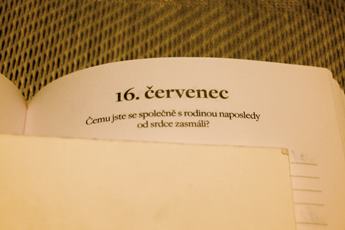 16. červenec
Čemu jste se společně s rodinou naposledy
od srdce zasmáli?